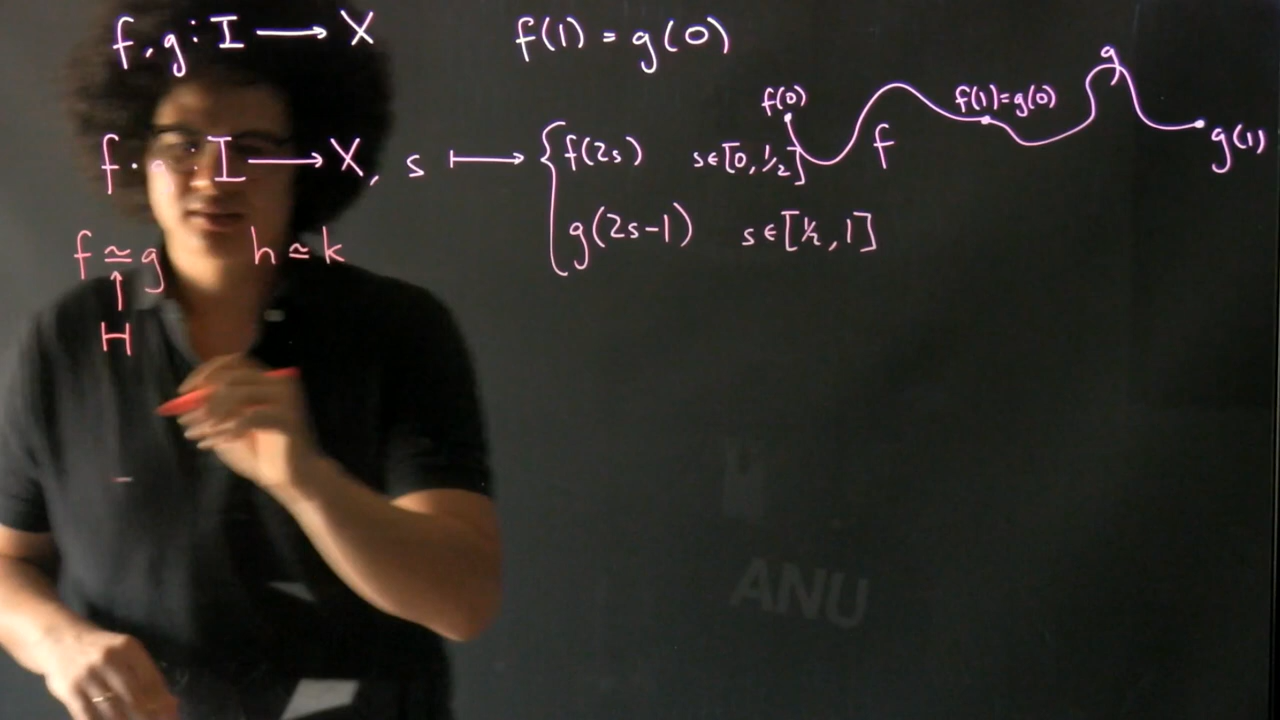 f, g : I ⟶ X f(1) = g(0)
f(0) f(1)=g(0) g
f · g : I ⟶ X, s ⟼ { f(2s) s∈[0, ½] f g(1)
g(2s-1) s∈[½, 1]
f ≃ g h ≃ k
↑
H
ANU